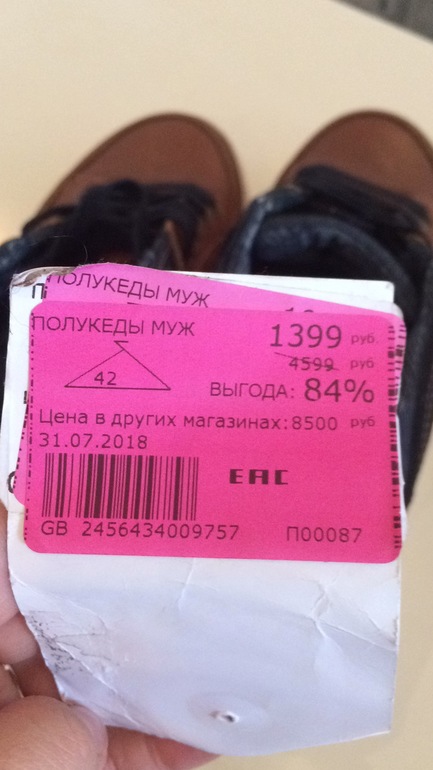 ПОЛУКЕДЫ МУЖ
ПОЛУКЕДЫ МУЖ
1399 руб.
4599 руб
42
ВЫГОДА: 84%
Цена в других магазинах: 8500 руб
31.07.2018
ЕАС
GB 2456434009757 П00087